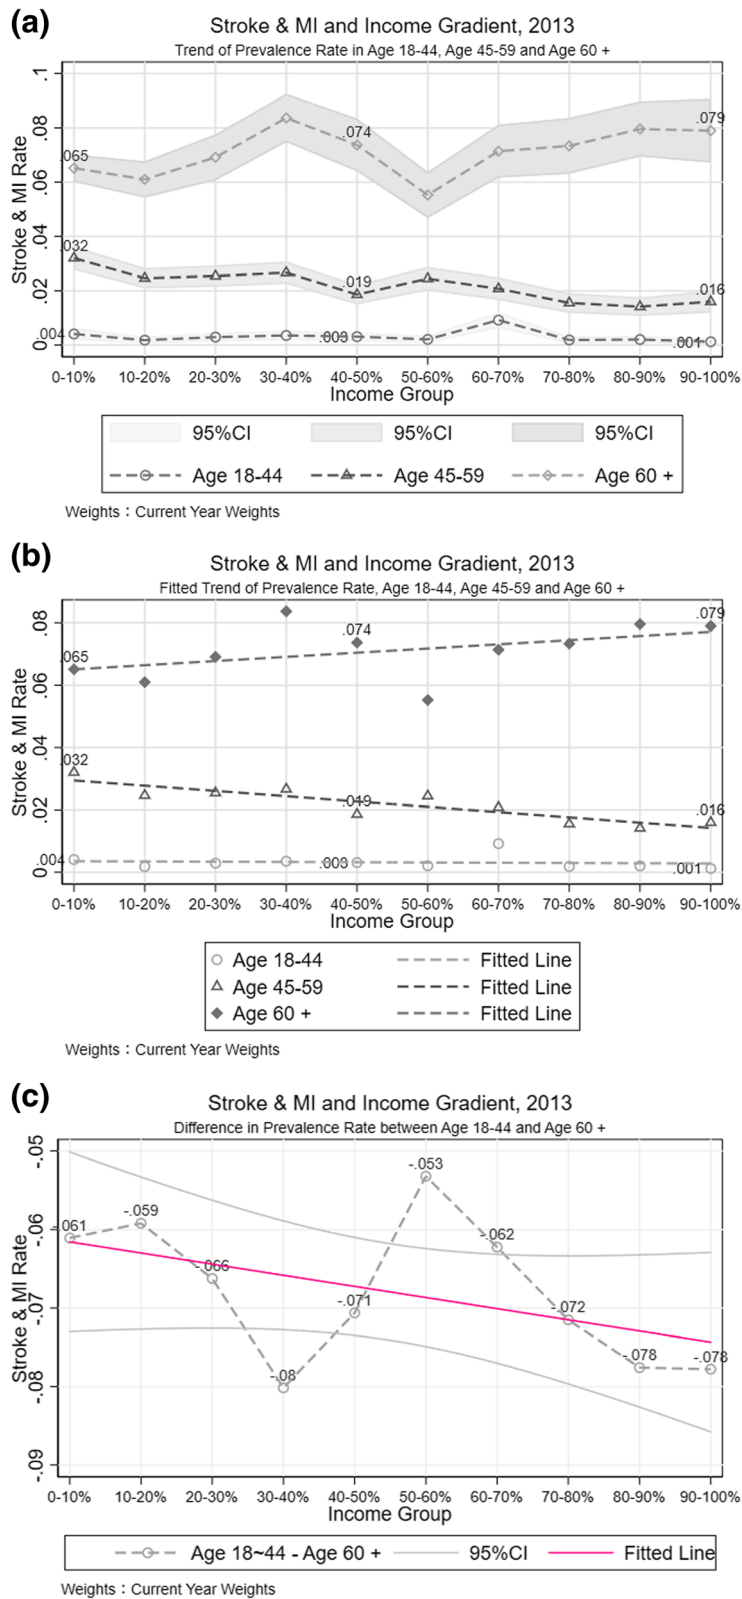 (a)
Stroke & MI and Income Gradient, 2013
Trend of Prevalence Rate in Age 18-44, Age 45-59 and Age 60 +
Stroke & MI Rate
.1
.08
.06
.04
.02
0
.065
.074
.079
.032
.019
.016
.004
.003
.001
0-10% 10-20% 20-30% 30-40% 40-50% 50-60% 60-70% 70-80% 80-90% 90-100%
Income Group
95%CI 95%CI 95%CI
Age 18-44 Age 45-59 Age 60 +
Weights : Current Year Weights
(b)
Stroke & MI and Income Gradient, 2013
Fitted Trend of Prevalence Rate, Age 18-44, Age 45-59 and Age 60 +
Stroke & MI Rate
.08
.06
.04
.02
0
.065
.074
.079
.032
.019
.016
.004
.003
.001
0-10% 10-20% 20-30% 30-40% 40-50% 50-60% 60-70% 70-80% 80-90% 90-100%
Income Group
Age 18-44 Fitted Line
Age 45-59 Fitted Line
Age 60 + Fitted Line
Weights : Current Year Weights
(c)
Stroke & MI and Income Gradient, 2013
Difference in Prevalence Rate between Age 18-44 and Age 60 +
Stroke & MI Rate
-.05
-.06
-.07
-.08
-.09
-.061
-.059
-.066
-.08
-.071
-.053
-.062
-.072
-.078
-.078
0-10% 10-20% 20-30% 30-40% 40-50% 50-60% 60-70% 70-80% 80-90% 90-100%
Income Group
Age 18~44 - Age 60 + 95%CI Fitted Line
Weights : Current Year Weights